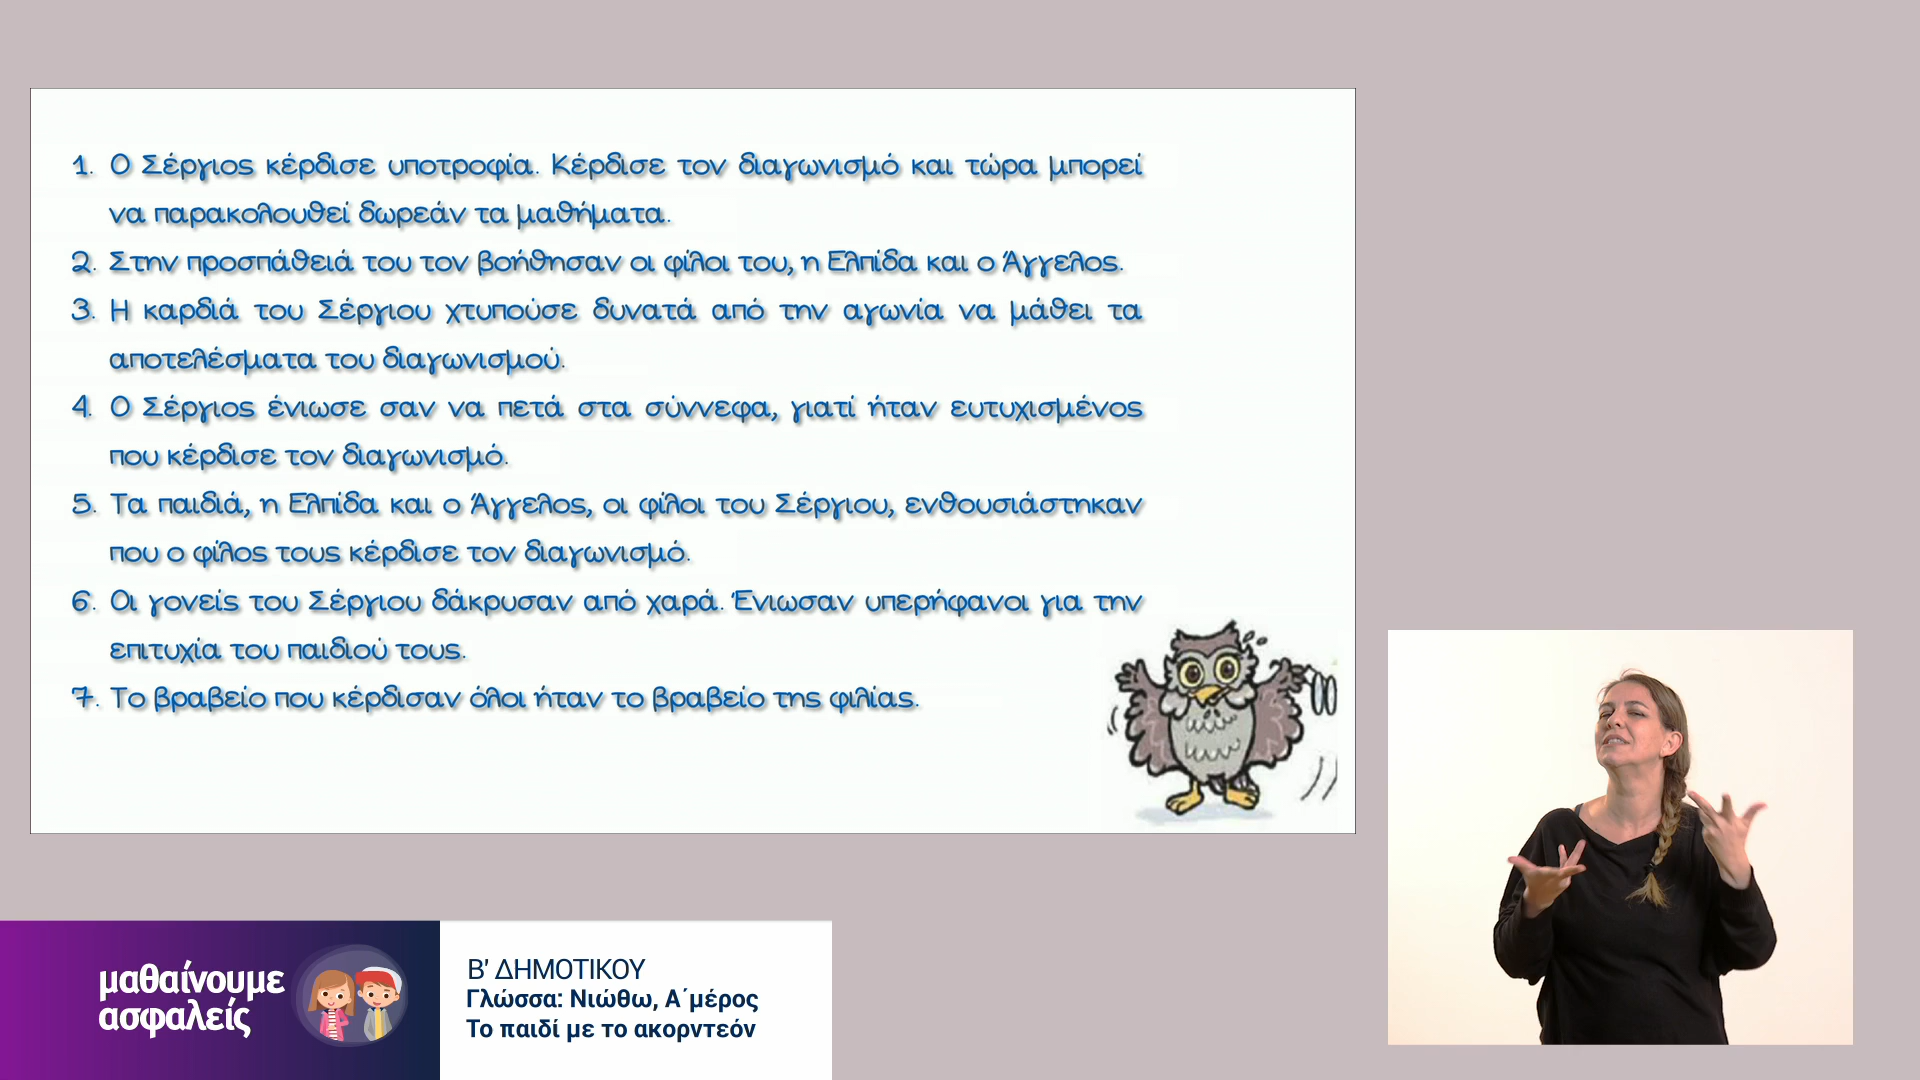 1. Ο Σέργιος κέρδισε υποτροφία. Κέρδισε τον διαγωνισμό και τώρα μπορεί
να παρακολουθεί δωρεάν τα μαθήματα.
2. Στην προσπάθειά του τον βοήθησαν οι φίλοι του, η Ελπίδα και ο Άγγελος.
3. Η καρδιά του Σέργιου χτυπούσε δυνατά από την αγωνία να μάθει τα
αποτελέσματα του διαγωνισμού.
4. Ο Σέργιος ένιωσε σαν να πετά στα σύννεφα, γιατί ήταν ευτυχισμένος
που κέρδισε τον διαγωνισμό.
5. Τα παιδιά, η Ελπίδα και ο Άγγελος, οι φίλοι του Σέργιου, ενθουσιάστηκαν
που ο φίλος τους κέρδισε τον διαγωνισμό.
6. Οι γονείς του Σέργιου δάκρυσαν από χαρά. Ένιωσαν υπερήφανοι για την
επιτυχία του παιδιού τους.
7. Το βραβείο που κέρδισαν όλοι ήταν το βραβείο της φιλίας.
μαθαίνουμε
ασφαλείς
Β' ΔΗΜΟΤΙΚΟΥ
Γλώσσα: Νιώθω, Α΄μέρος
Το παιδί με το ακορντεόν